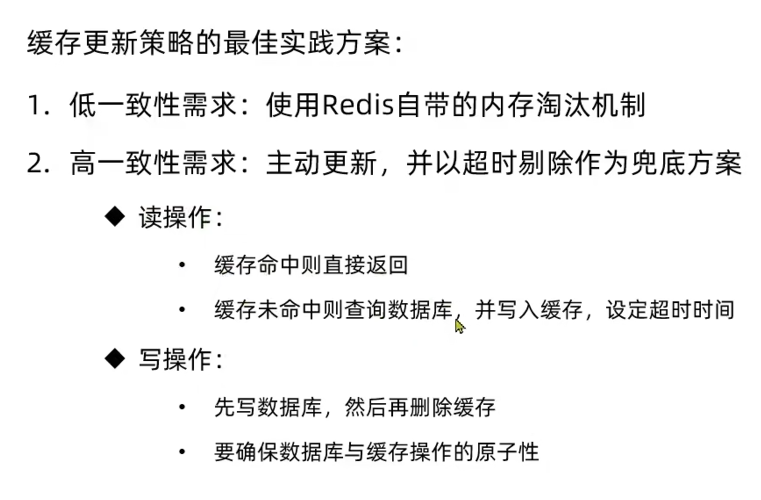 缓存更新策略的最佳实践方案：
1. 低一致性需求：使用Redis自带的内存淘汰机制
2. 高一致性需求：主动更新，并以超时剔除作为兜底方案
◆ 读操作：
• 缓存命中则直接返回
• 缓存未命中则查询数据库，并写入缓存，设定超时时间
◆ 写操作：
• 先写数据库，然后再删除缓存
• 要确保数据库与缓存操作的原子性